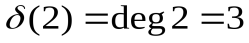 𝛿(2) =deg 2 =3